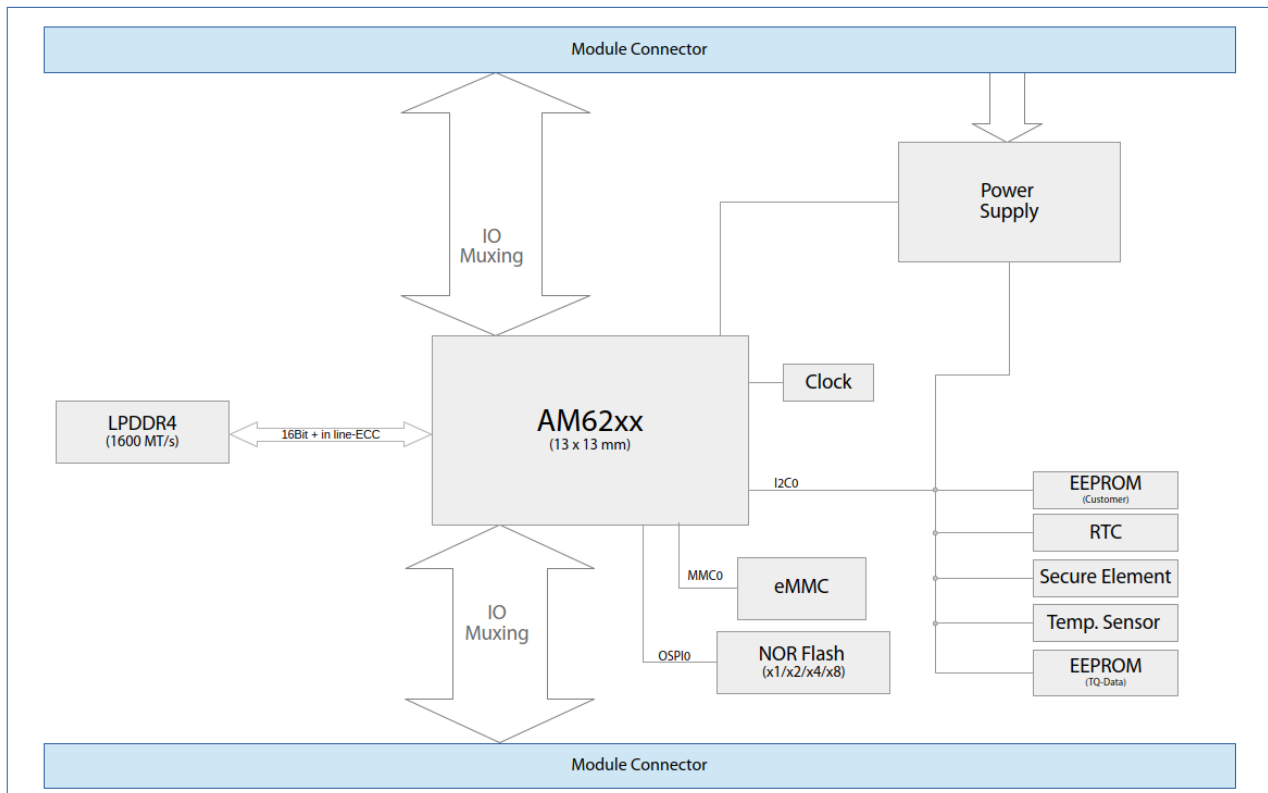 Module Connector
Power
Supply
IO
Muxing
Clock
LPDDR4
(1600 MT/s)
16Bit + in line-ECC
AM62xx
(13 x 13 mm)
I2C0
EEPROM
(Customer)
RTC
Secure Element
Temp. Sensor
EEPROM
(TQ-Data)
MMC0
eMMC
IO
Muxing
OSPI0
NOR Flash
(x1/x2/x4/x8)
Module Connector